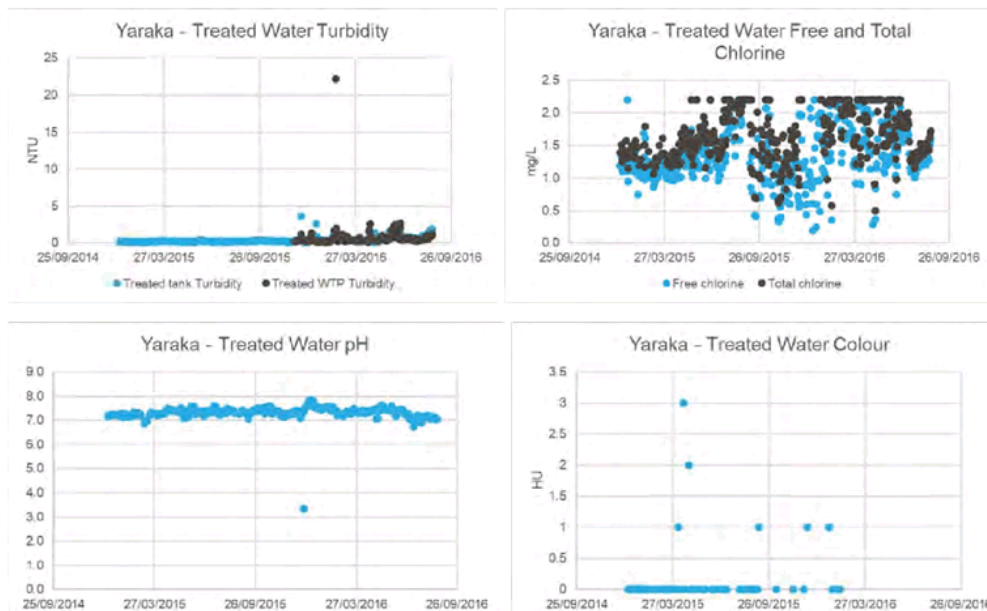 Yaraka - Treated Water Turbidity
25
20
15
10
5
0
NTU
25/09/2014 27/03/2015 26/09/2015 27/03/2016 26/09/2016
Treated tank Turbidity Treated WTP Turbidity
Yaraka - Treated Water Free and Total
Chlorine
2.5
2.0
1.5
1.0
0.5
0.0
mg/L
25/09/2014 27/03/2015 26/09/2015 27/03/2016 26/09/2016
Free chlorine Total chlorine
Yaraka - Treated Water pH
9.0
8.0
7.0
6.0
5.0
4.0
3.0
2.0
1.0
0.0
25/09/2014 27/03/2015 26/09/2015 27/03/2016 26/09/2016
Yaraka - Treated Water Colour
3.5
3
2.5
2
1.5
1
0.5
0
HU
25/09/2014 27/03/2015 26/09/2015 27/03/2016 26/09/2016